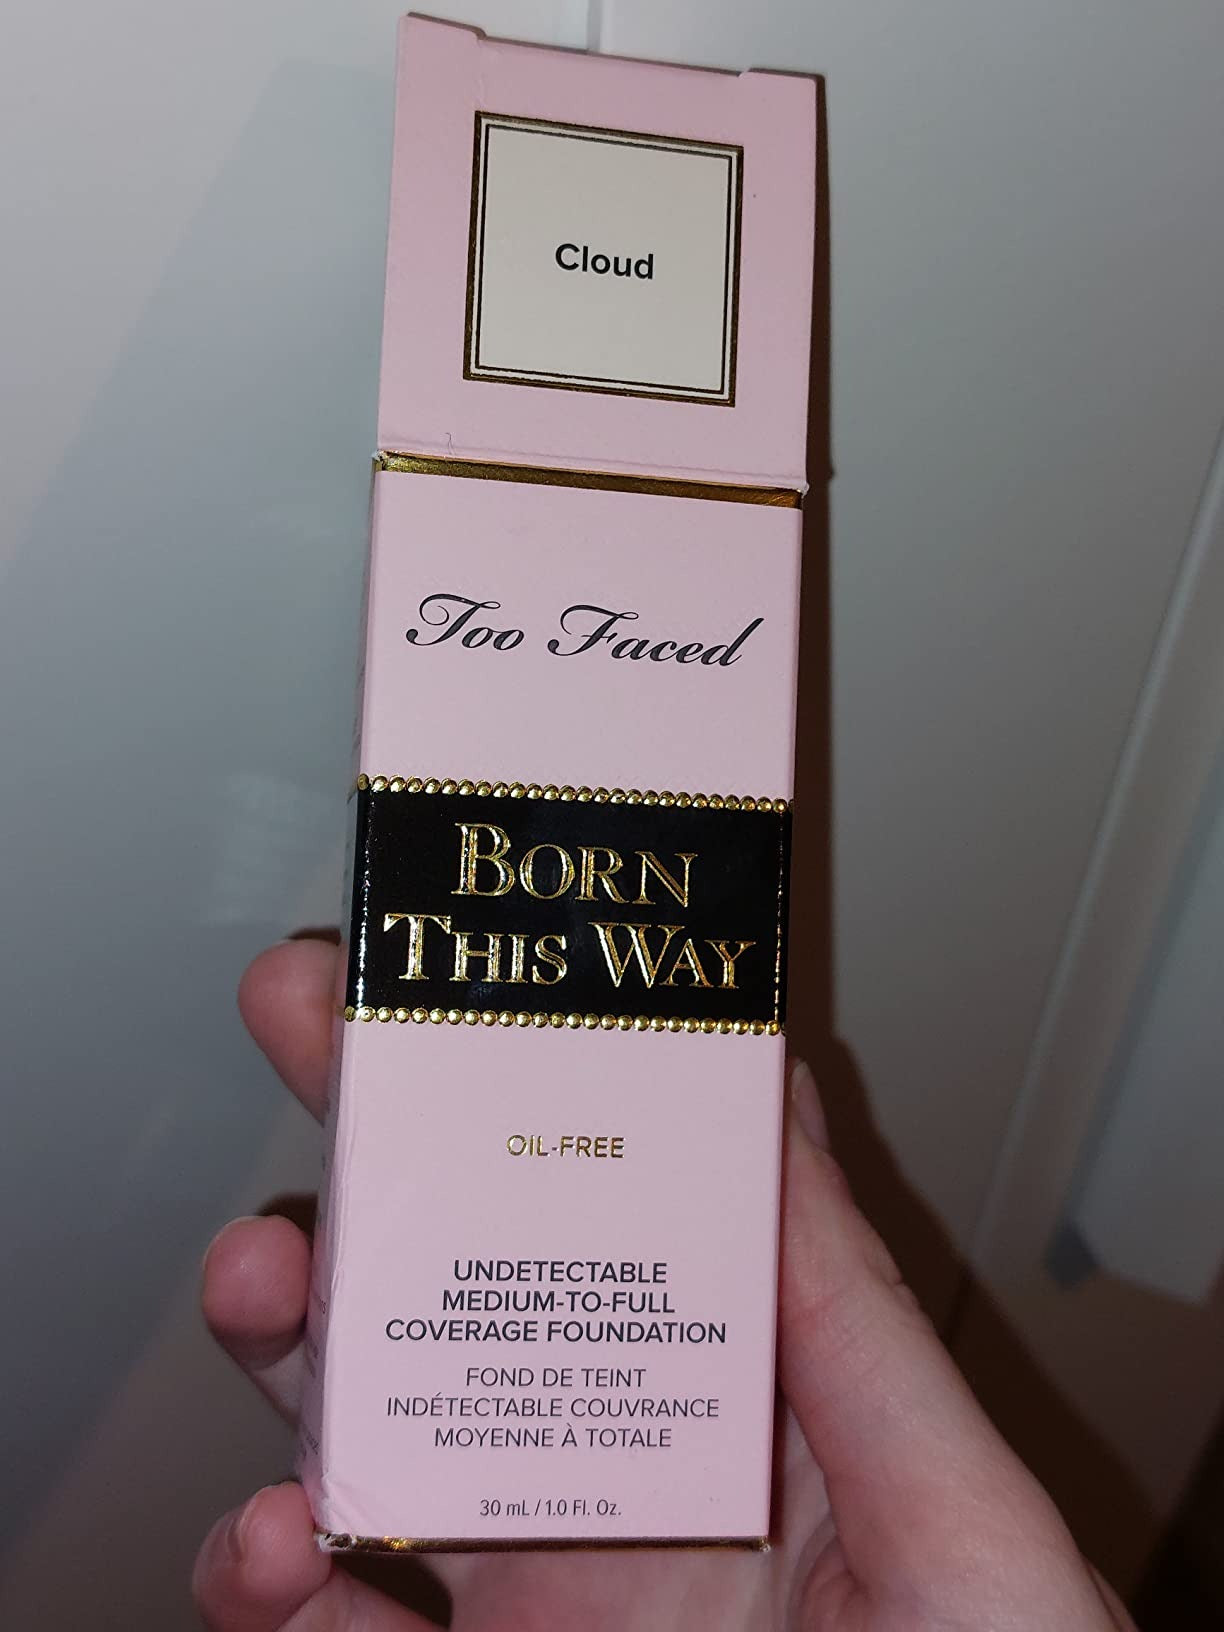 Cloud
Too Faced
BORN
THIS WAY
OIL-FREE
UNDETECTABLE
MEDIUM-TO-FULL
COVERAGE FOUNDATION
FOND DE TEINT
INDÉTECTABLE COUVRANCE
MOYENNE À TOTALE
30 mL / 1.0 Fl. Oz.